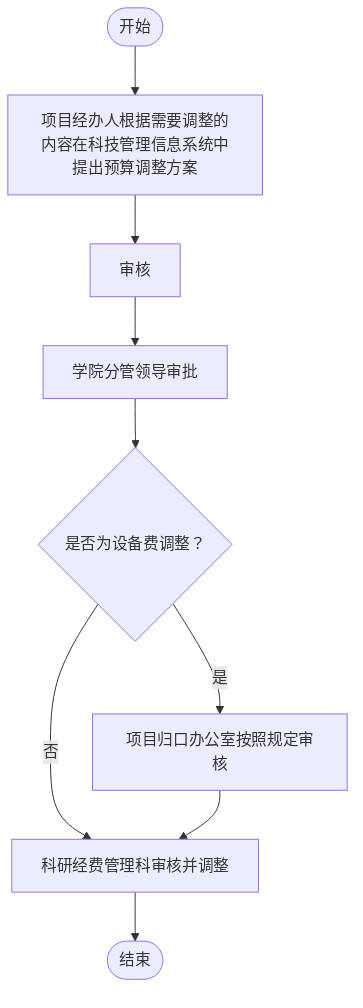 开始
项目经办人根据需要调整的
内容在科技管理信息系统中
提出预算调整方案
审核
学院分管领导审批
是否为设备费调整？
是
项目归口办公室按照规定审
核
否
科研经费管理科审核并调整
结束